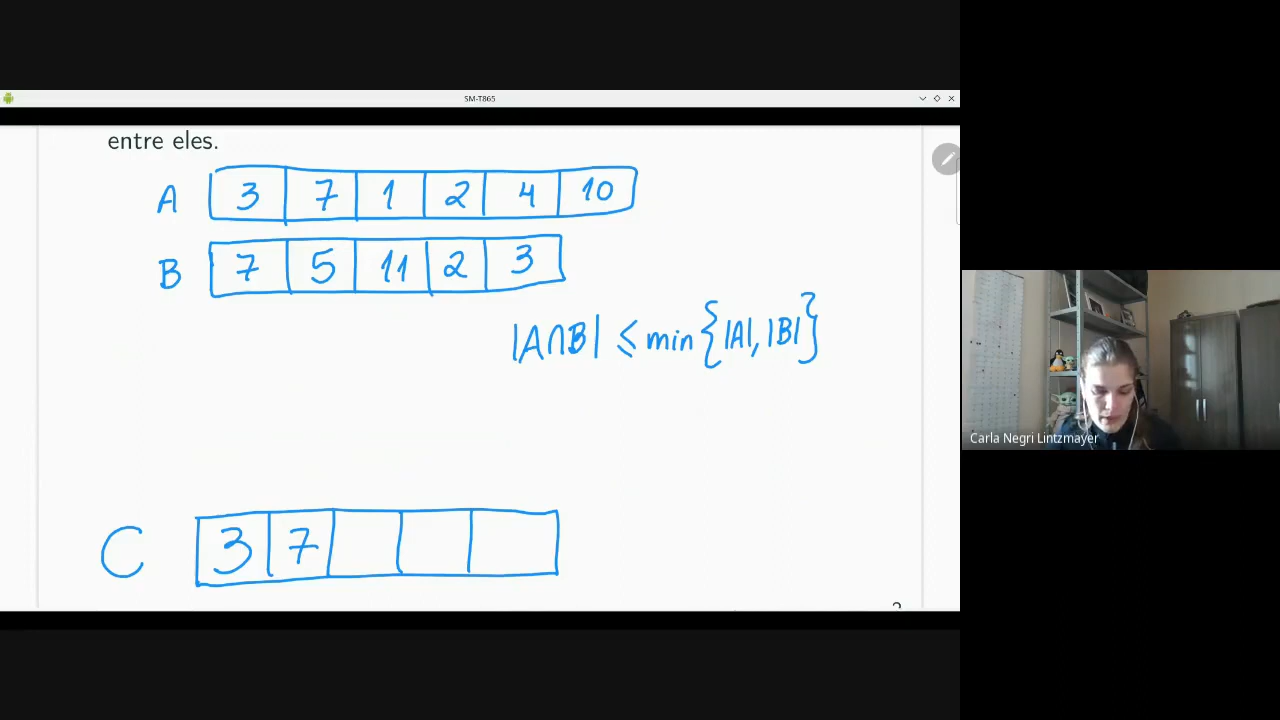 SM-T865
entre eles.
A 3 7 1 2 4 10
B 7 5 11 2 3
|A∩B| ≤ min{|A|, |B|}
Carla Negri Lintzmayer
C 3 7